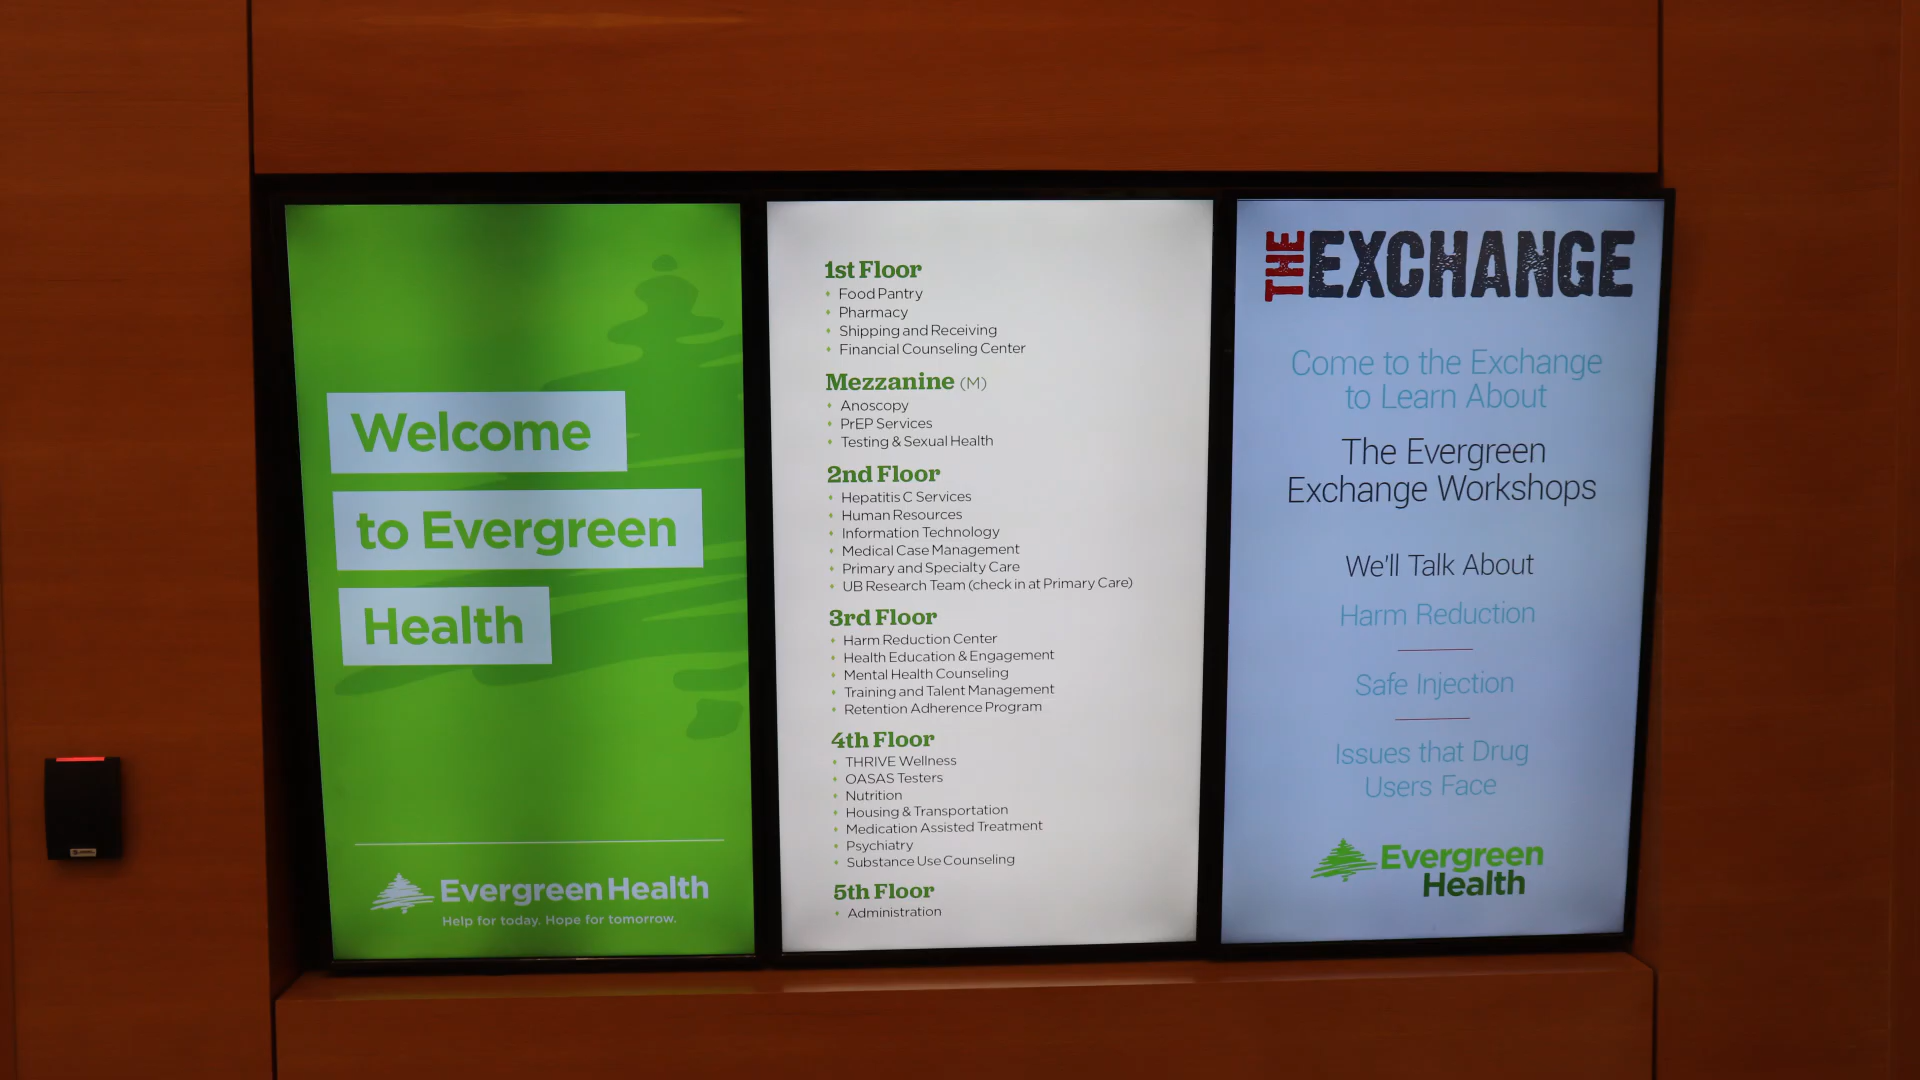 Welcome
to Evergreen
Health
Evergreen Health
Help for today. Hope for tomorrow.
1st Floor
Food Pantry
Pharmacy
Shipping and Receiving
Financial Counseling Center
Mezzanine (M)
Anoscopy
PrEP Services
Testing & Sexual Health
2nd Floor
Hepatitis C Services
Human Resources
Information Technology
Medical Case Management
Primary and Specialty Care
UB Research Team (check in at Primary Care)
3rd Floor
Harm Reduction Center
Health Education & Engagement
Mental Health Counseling
Training and Talent Management
Retention Adherence Program
4th Floor
THRIVE Wellness
OASAS Testers
Nutrition
Housing & Transportation
Medication Assisted Treatment
Psychiatry
Substance Use Counseling
5th Floor
Administration
THE EXCHANGE
Come to the Exchange
to Learn About
The Evergreen
Exchange Workshops
We'll Talk About
Harm Reduction
Safe Injection
Issues that Drug
Users Face
Evergreen
Health